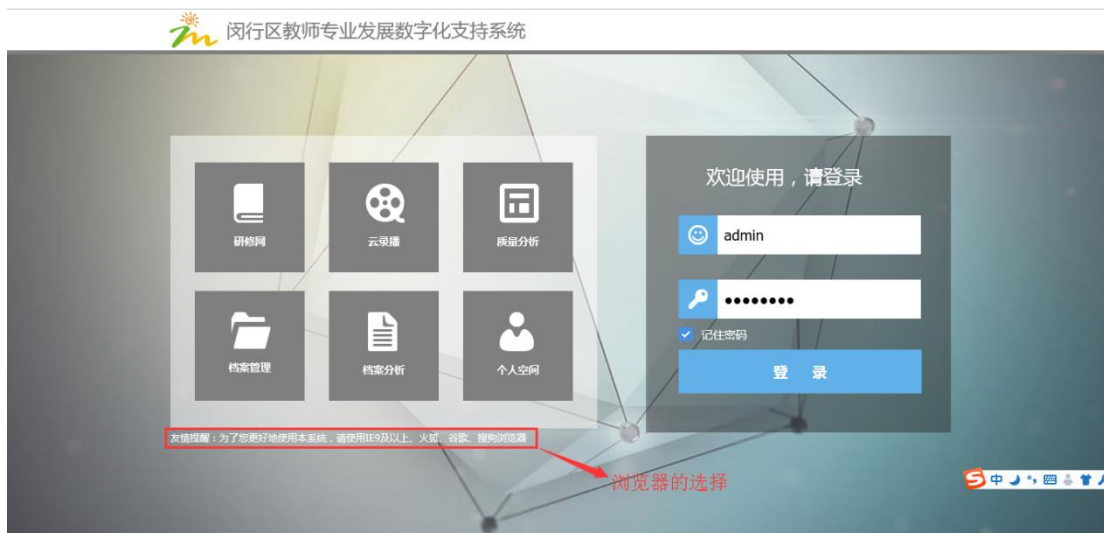 闵行区教师专业发展数字化支持系统
欢迎使用，请登录
研修网
云录播
质量分析
admin
档案管理
档案分析
个人空间
记住密码
登 录
友情提醒：为了您更好地使用本系统，请使用IE9及以上、火狐、谷歌、搜狗浏览器
浏览器的选择
中